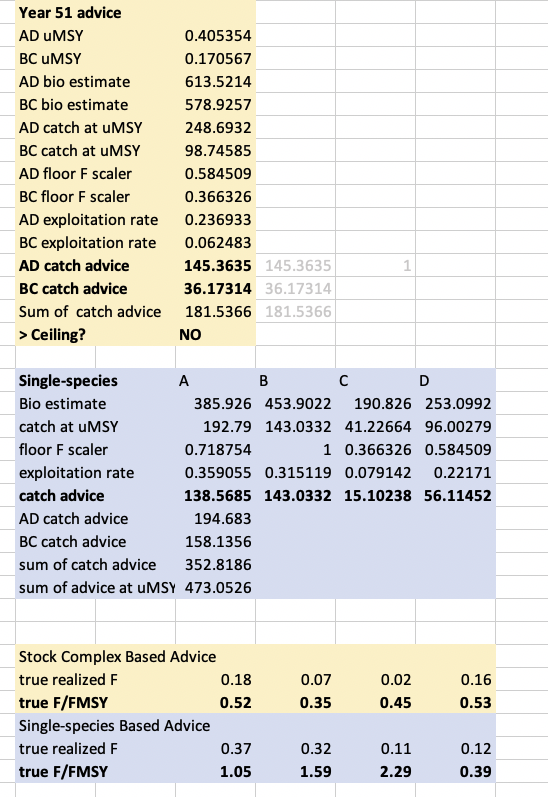 Year 51 advice
AD uMSY 0.405354
BC uMSY 0.170567
AD bio estimate 613.5214
BC bio estimate 578.9257
AD catch at uMSY 248.6932
BC catch at uMSY 98.74585
AD floor F scaler 0.584509
BC floor F scaler 0.366326
AD exploitation rate 0.236933
BC exploitation rate 0.062483
AD catch advice 145.3635 145.3635 1
BC catch advice 36.17314 36.17314
Sum of catch advice 181.5366 181.5366
> Ceiling? NO
Single-species A B C D
Bio estimate 385.926 453.9022 190.826 253.0992
catch at uMSY 192.79 143.0332 41.22664 96.00279
floor F scaler 0.718754 1 0.366326 0.584509
exploitation rate 0.359055 0.315119 0.079142 0.22171
catch advice 138.5685 143.0332 15.10238 56.11452
AD catch advice 194.683
BC catch advice 158.1356
sum of catch advice 352.8186
sum of advice at uMSY 473.0526
Stock Complex Based Advice
true realized F 0.18 0.07 0.02 0.16
true F/FMSY 0.52 0.35 0.45 0.53
Single-species Based Advice
true realized F 0.37 0.32 0.11 0.12
true F/FMSY 1.05 1.59 2.29 0.39